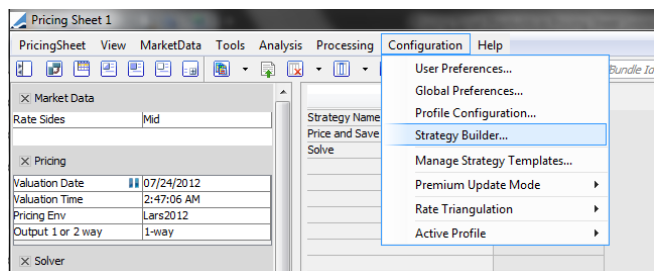 Pricing Sheet 1
PricingSheet View MarketData Tools Analysis Processing Configuration Help
User Preferences...
Bundle
Global Preferences...
Market Data
Rate Sides Mid
Strategy Name
Profile Configuration...
Price and Save
Strategy Builder...
Solve
Manage Strategy Templates...
Pricing
Valuation Date 07/24/2012
Premium Update Mode
Valuation Time 2:47:06 AM
Pricing Env Lars2012
Rate Triangulation
Output 1 or 2 way 1-way
Active Profile
Solver